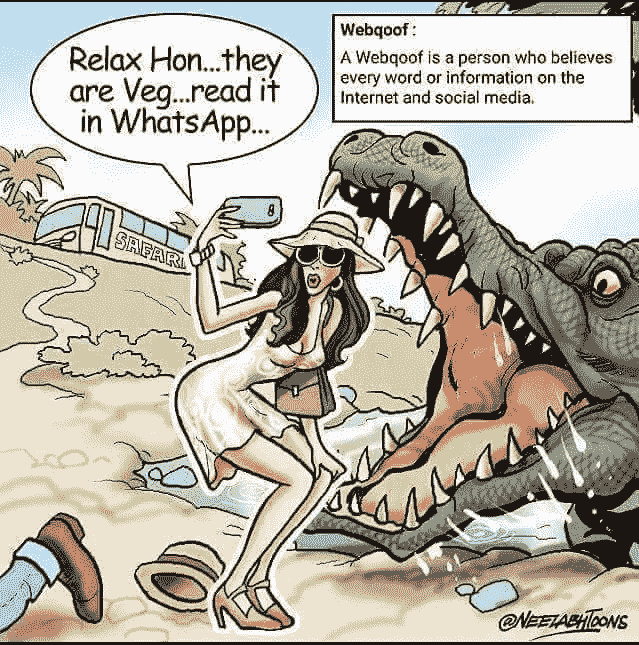 Relax Hon...they
are Veg...read it
in WhatsApp...
Webqoof :
A Webqoof is a person who believes
every word or information on the
Internet and social media.
SAFARI
@NEELABHTOONS